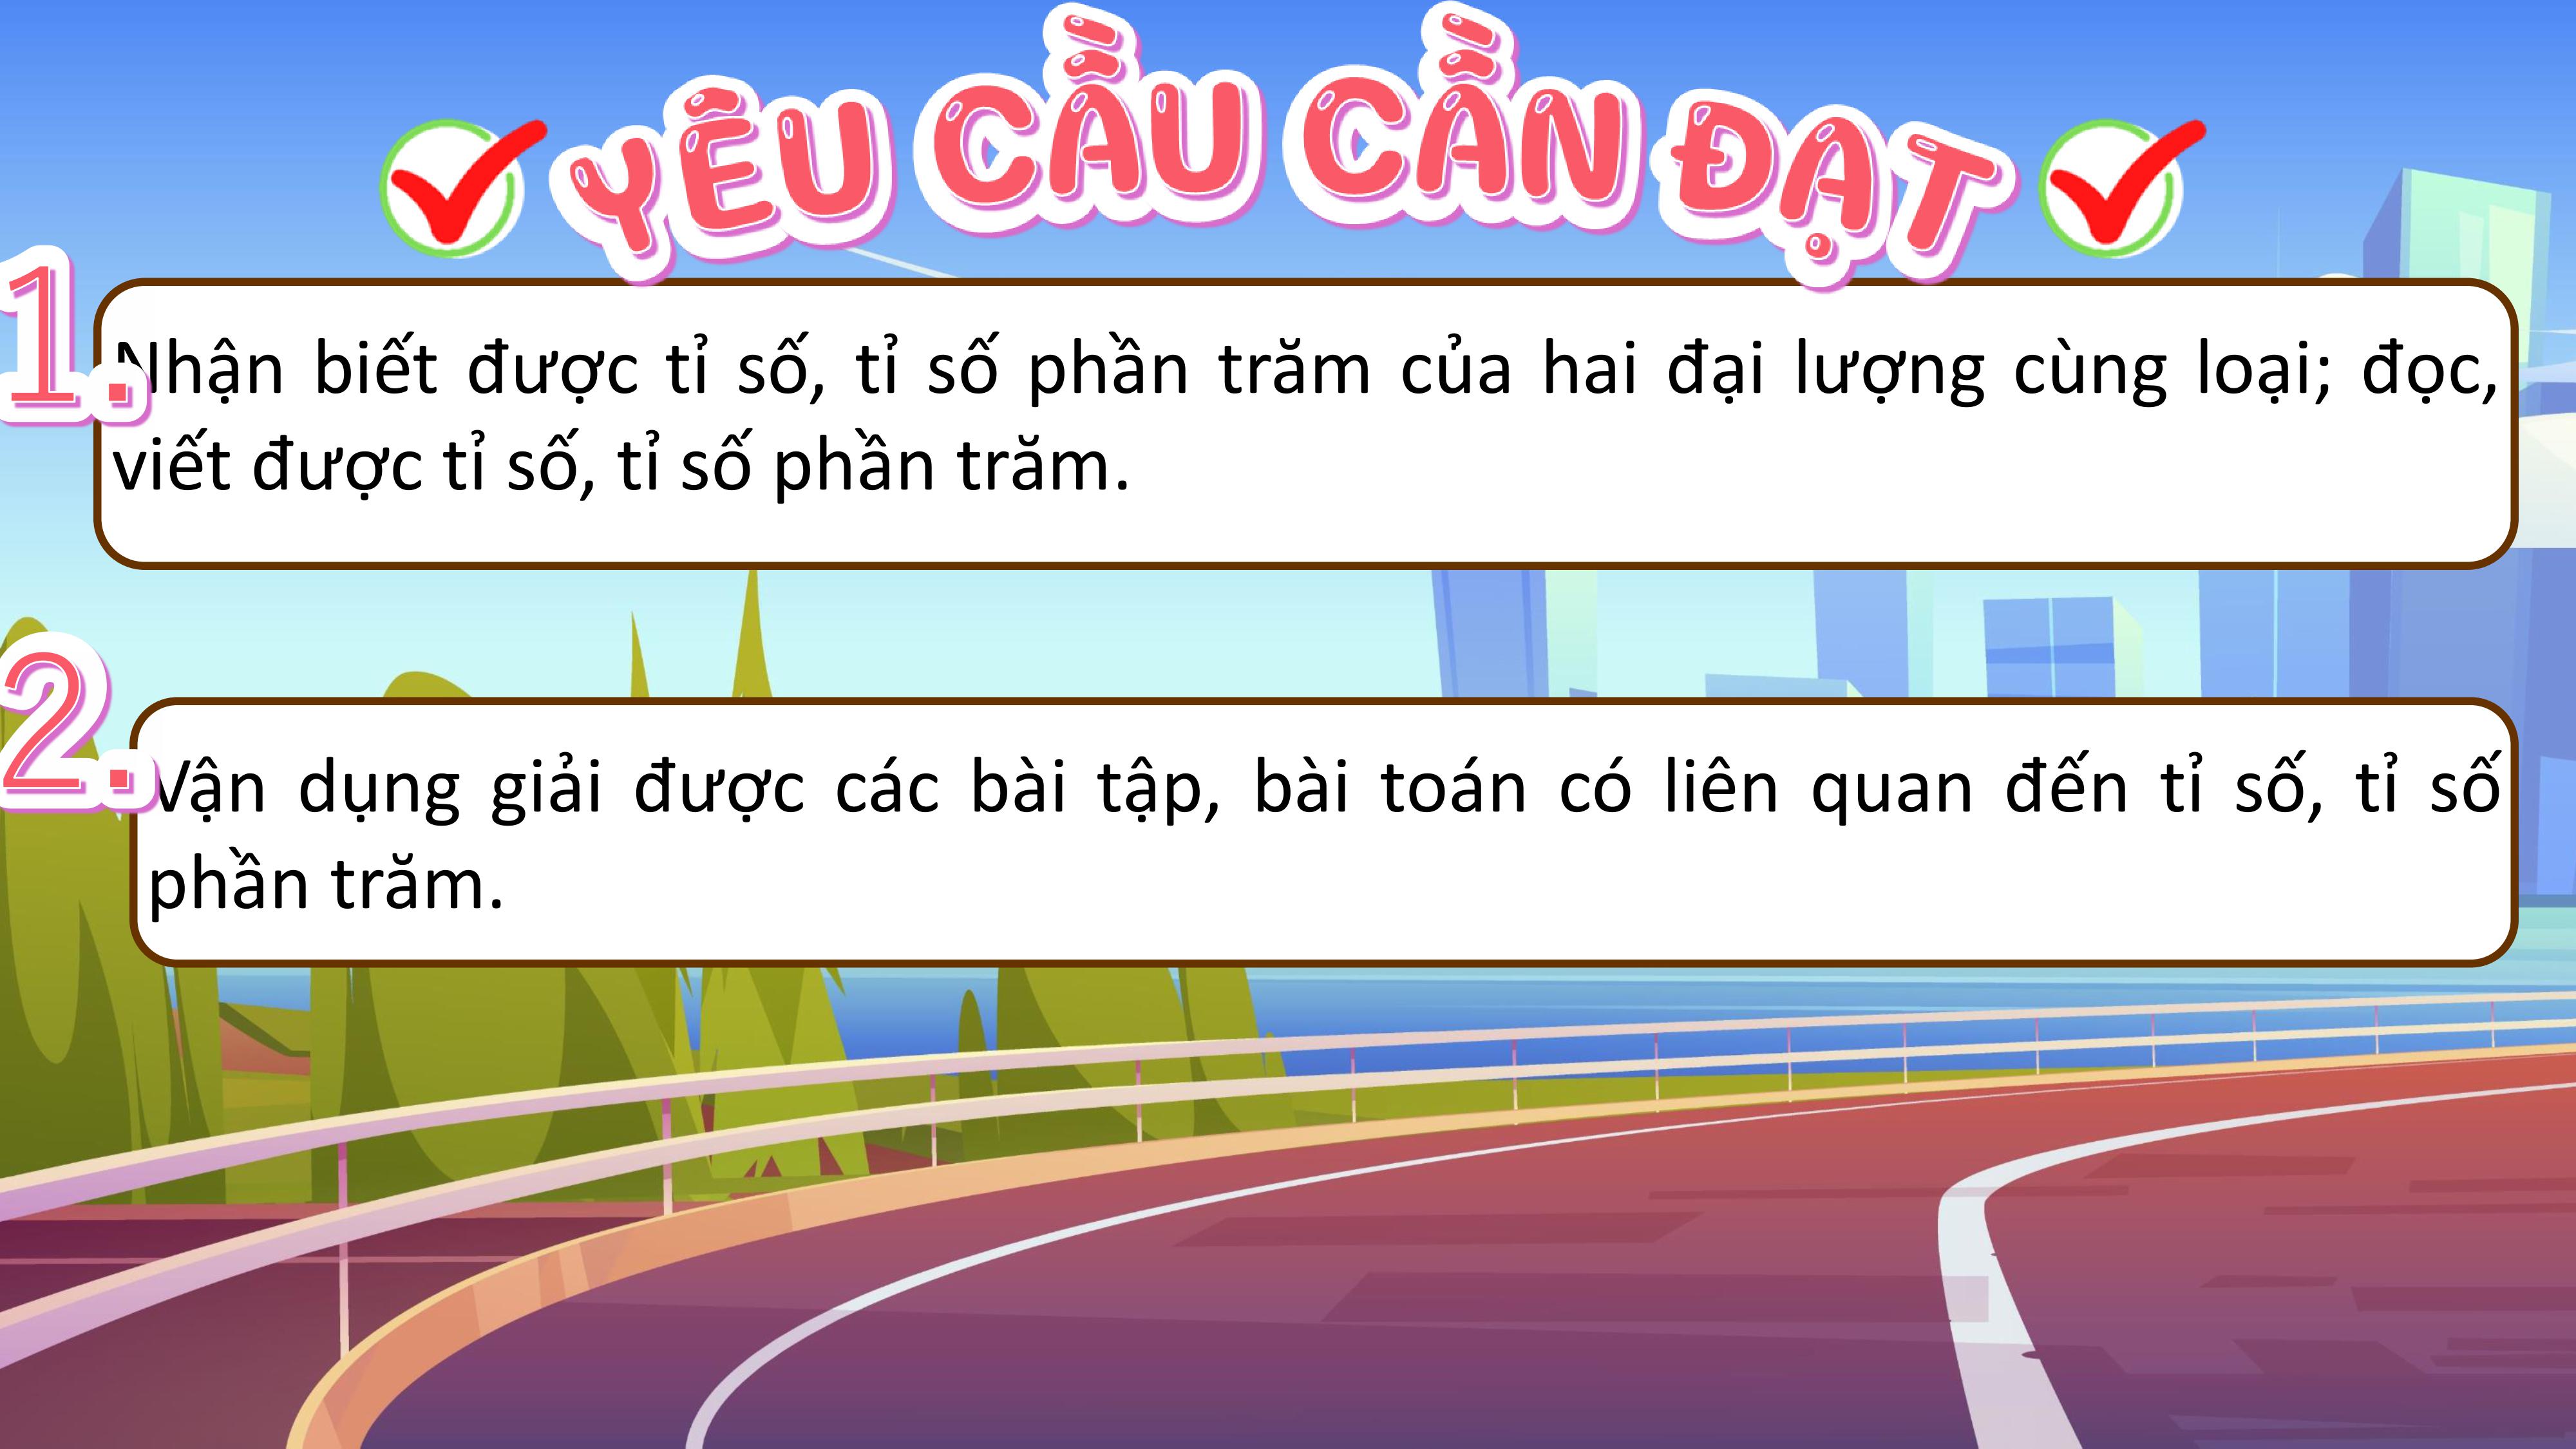 YÊU CẦU CẦN ĐẠT
1.
Nhận biết được tỉ số, tỉ số phần trăm của hai đại lượng cùng loại; đọc,
viết được tỉ số, tỉ số phần trăm.
2.
Vận dụng giải được các bài tập, bài toán có liên quan đến tỉ số, tỉ số
phần trăm.